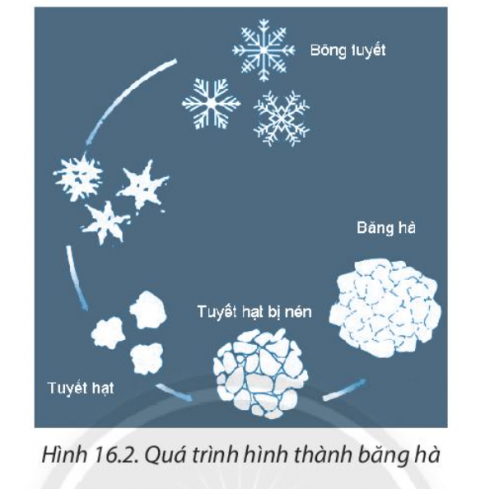 Bông tuyết
Băng hà
Tuyết hạt bị nén
Tuyết hạt
Hình 16.2. Quá trình hình thành băng hà